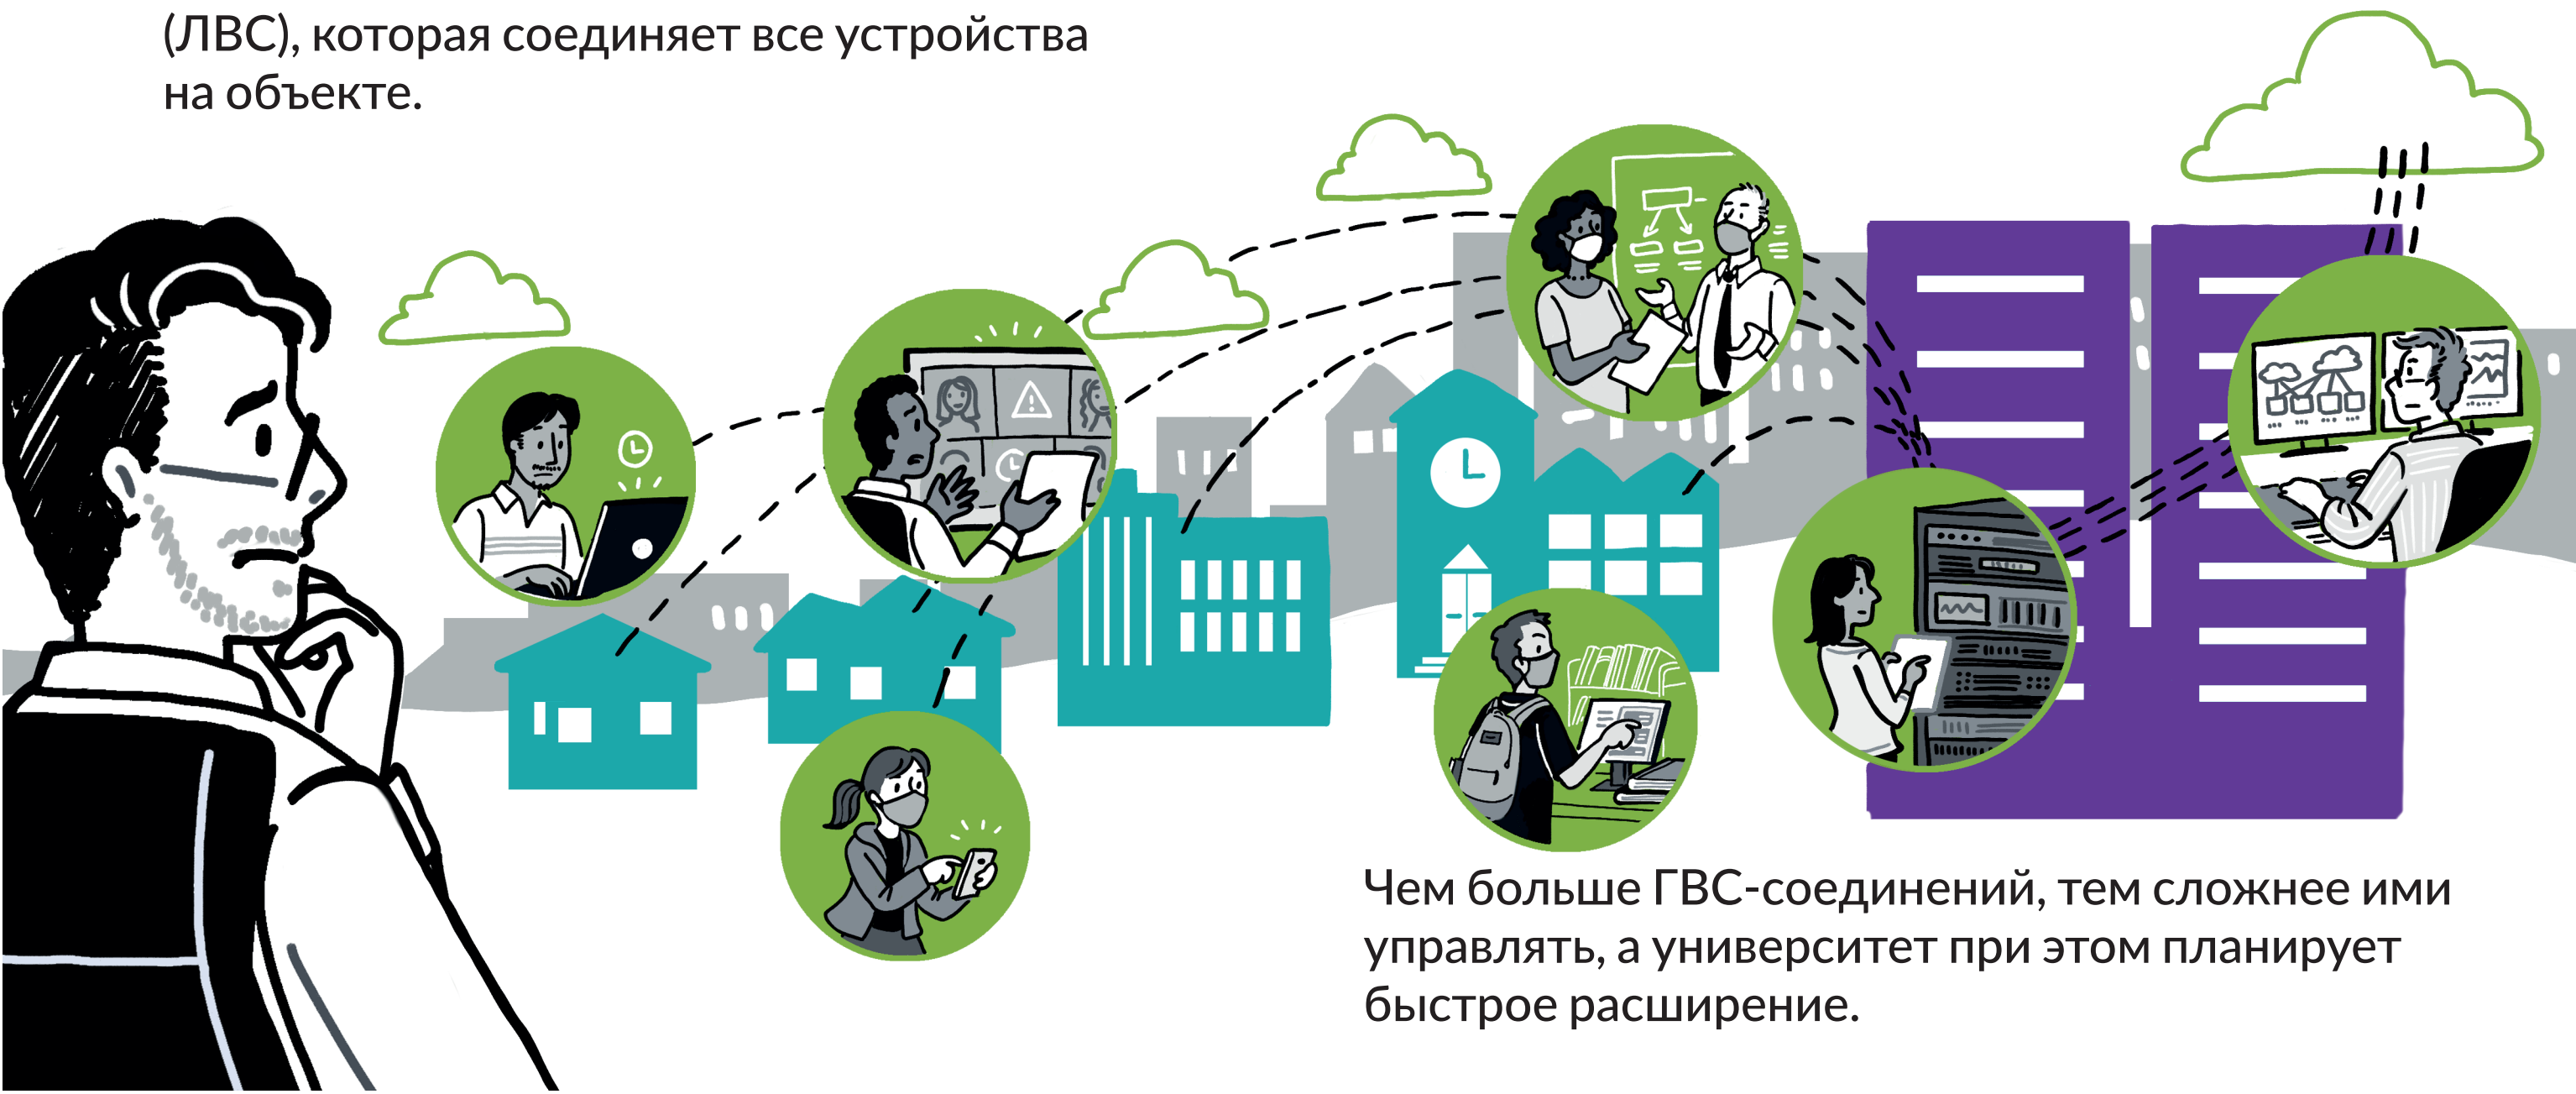 (ЛВС), которая соединяет все устройства
на объекте.
Чем больше ГВС-соединений, тем сложнее ими
управлять, а университет при этом планирует
быстрое расширение.